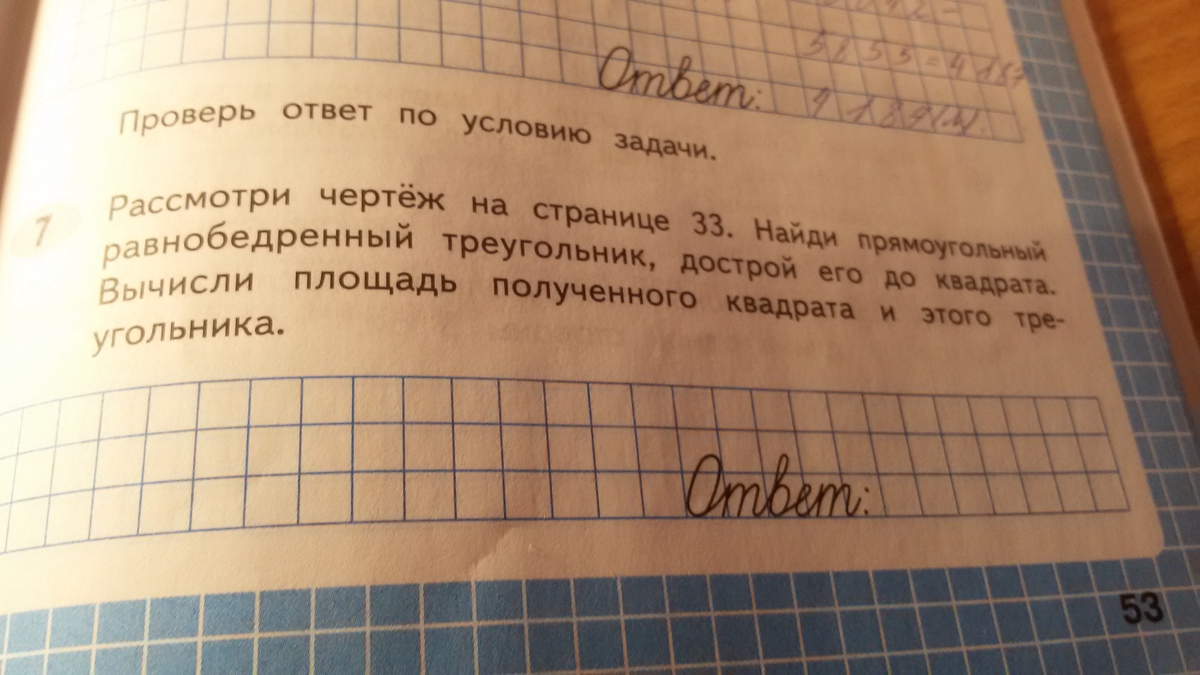 Ответ:
Проверь ответ по условию задачи.
7
Рассмотри чертёж на странице 33. Найди прямоугольный
равнобедренный треугольник, дострой его до квадрата.
Вычисли площадь полученного квадрата и этого тре-
угольника.
Ответ:
53